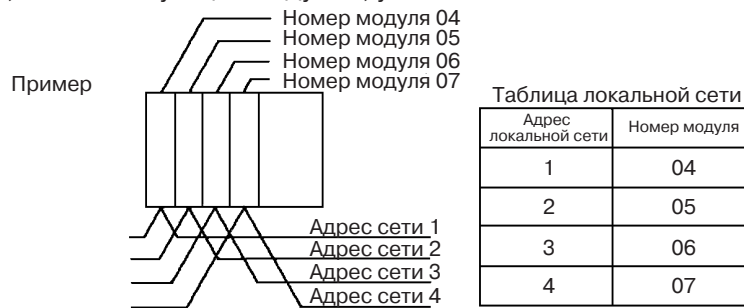 Номер модуля 04
Номер модуля 05
Номер модуля 06
Номер модуля 07
Пример
Адрес сети 1
Адрес сети 2
Адрес сети 3
Адрес сети 4
Таблица локальной сети
Адрес
локальной сети
Номер модуля
1 04
2 05
3 06
4 07